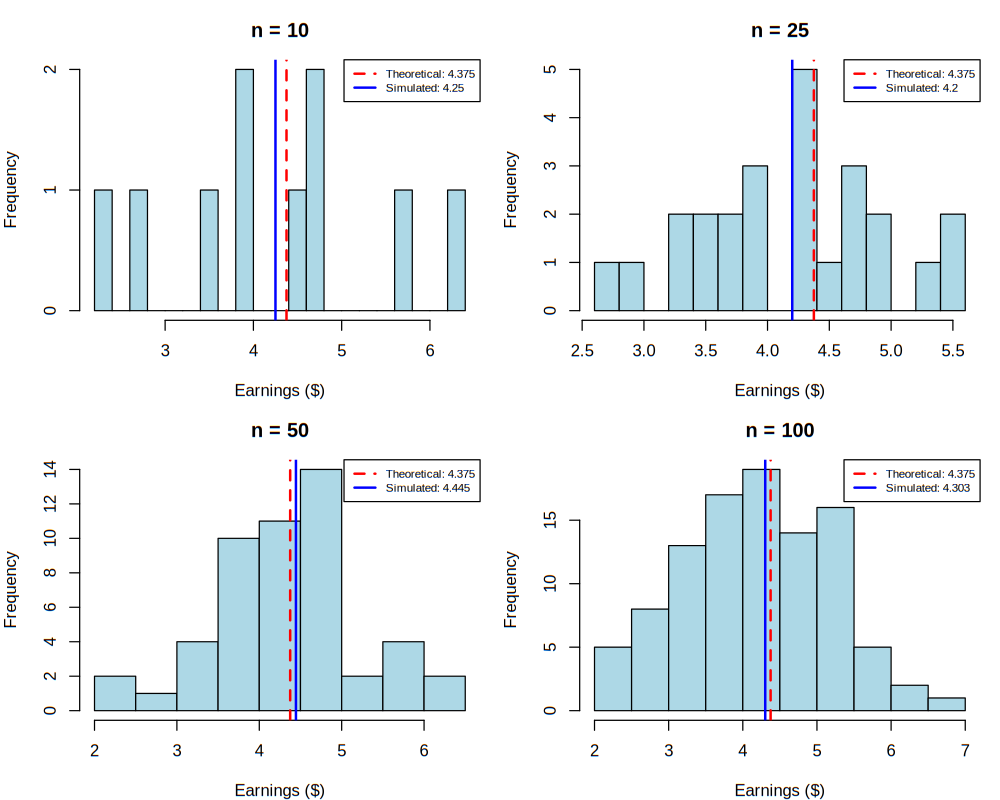 n = 10
Theoretical: 4.375
Simulated: 4.25
Frequency
0 1 2
3 4 5 6
Earnings ($)
n = 25
Theoretical: 4.375
Simulated: 4.2
Frequency
0 1 2 3 4 5
2.5 3.0 3.5 4.0 4.5 5.0 5.5
Earnings ($)
n = 50
Theoretical: 4.375
Simulated: 4.445
Frequency
0 2 4 6 8 10 12 14
2 3 4 5 6
Earnings ($)
n = 100
Theoretical: 4.375
Simulated: 4.303
Frequency
0 5 10 15
2 3 4 5 6 7
Earnings ($)